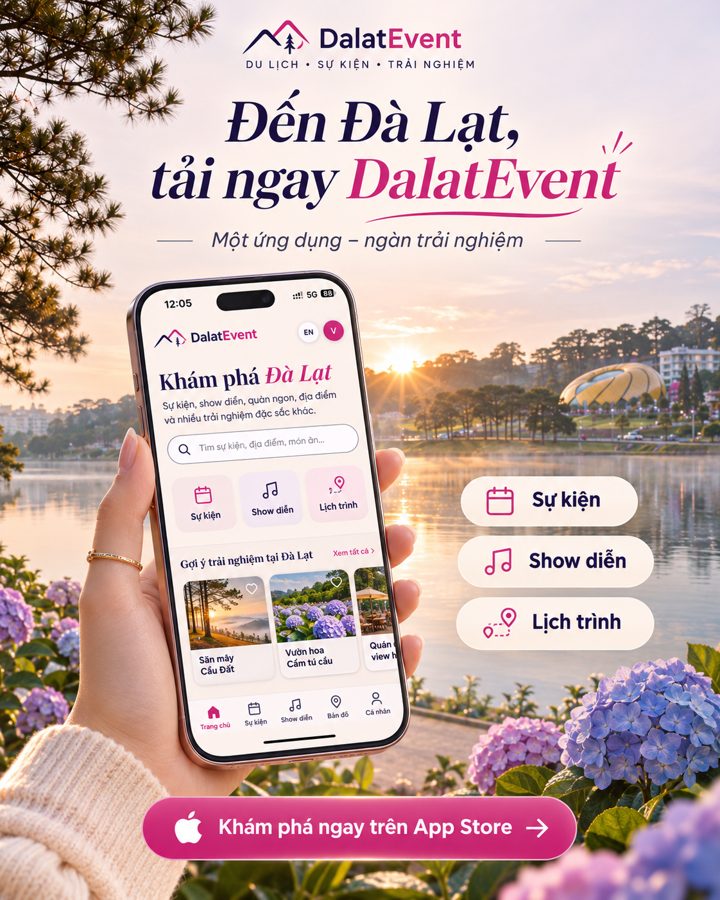 DalatEvent
DU LỊCH • SỰ KIỆN • TRẢI NGHIỆM
Đến Đà Lạt,
tải ngay DalatEvent
Một ứng dụng – ngàn trải nghiệm
12:05
5G 88
DalatEvent
EN
V
Khám phá Đà Lạt
Sự kiện, show diễn, quán ngon, địa điểm
và nhiều trải nghiệm đặc sắc khác.
Tìm sự kiện, địa điểm, món ăn...
Sự kiện
Show diễn
Lịch trình
Gợi ý trải nghiệm tại Đà Lạt
Xem tất cả >
Săn mây
Cầu Đất
Vườn hoa
Cẩm tú cầu
Quán
view h
Trang chủ
Sự kiện
Show diễn
Bản đồ
Cá nhân
Sự kiện
Show diễn
Lịch trình
Khám phá ngay trên App Store →